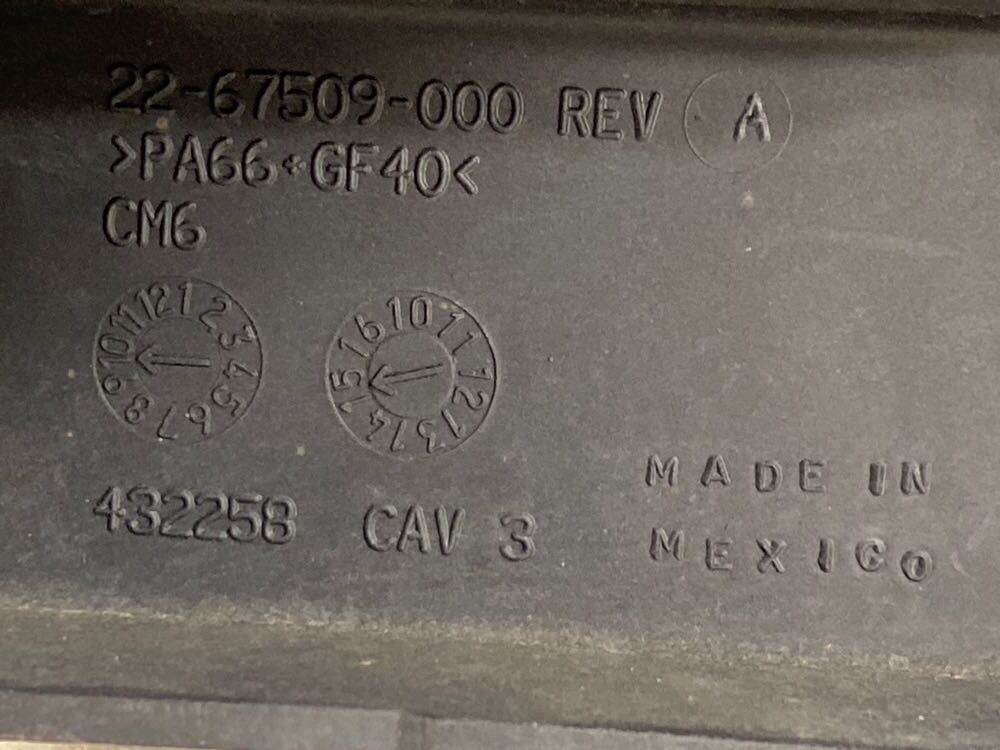 22-67509-000 REV A
>PA66+GF40<
CM6
1 2 3 4 5 6 7 8 9 10 11 12
10 11 12 13 14 15 16
432258 CAV 3
MADE IN
MEXICO